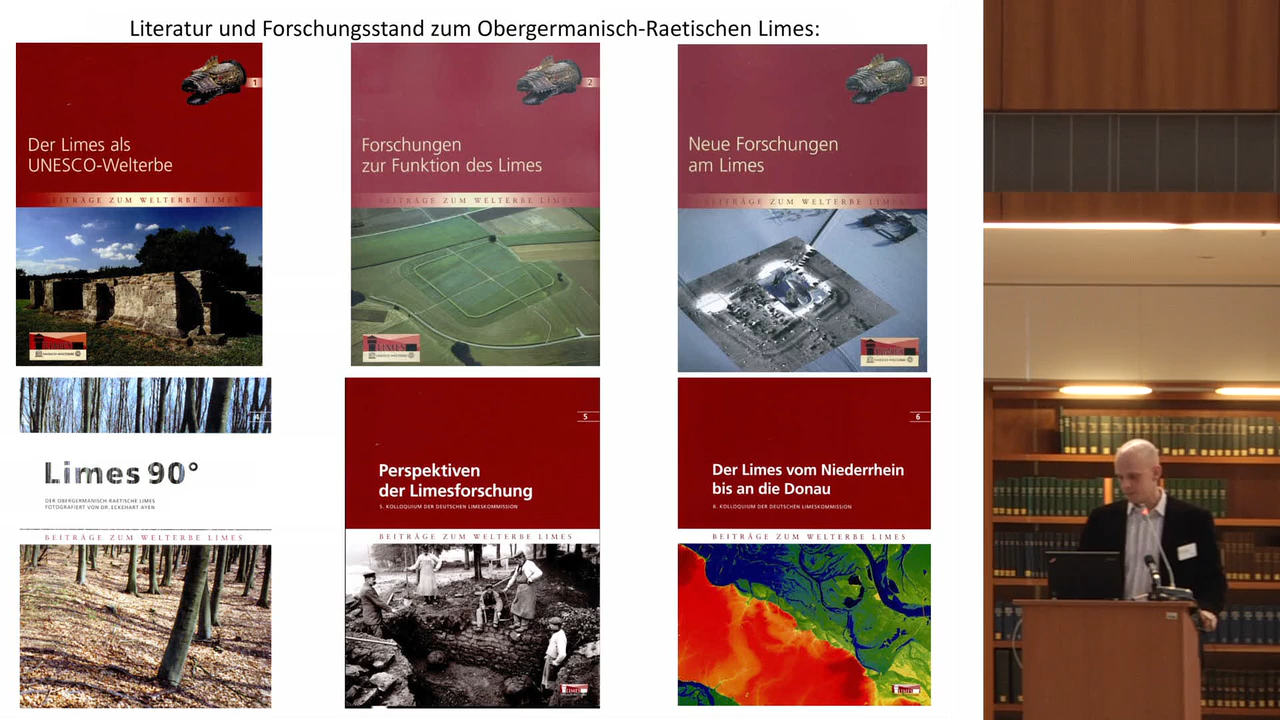 Literatur und Forschungsstand zum Obergermanisch-Raetischen Limes:
1
Der Limes als
UNESCO-Welterbe
BEITRÄGE ZUM WELTERBE LIMES
2
Forschungen
zur Funktion des Limes
BEITRÄGE ZUM WELTERBE LIMES
LIMES
3
Neue Forschungen
am Limes
BEITRÄGE ZUM WELTERBE LIMES
4
Limes 90°
DER OBERGERMANISCH-RAETISCHE LIMES
FOTOGRAFIERT VON DR. ECKEHART AYEN
BEITRÄGE ZUM WELTERBE LIMES
5
Perspektiven
der Limesforschung
5. KOLLOQUIUM DER DEUTSCHEN LIMESKOMMISSION
BEITRÄGE ZUM WELTERBE LIMES
LIMES
6
Der Limes vom Niederrhein
bis an die Donau
6. KOLLOQUIUM DER DEUTSCHEN LIMESKOMMISSION
BEITRÄGE ZUM WELTERBE LIMES
LIMES